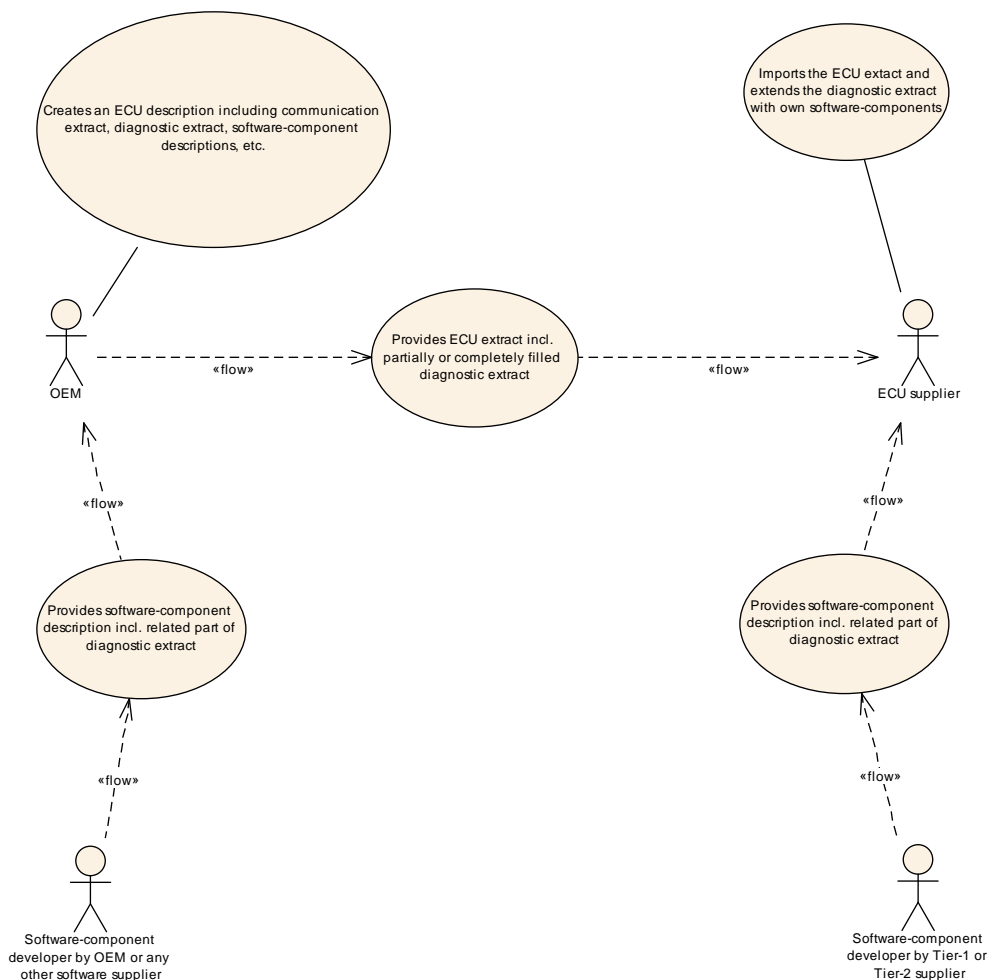 Creates an ECU description including communication
extract, diagnostic extract, software-component
descriptions, etc.
Imports the ECU extact and
extends the diagnostic extract
with own software-components
OEM
«flow»
Provides ECU extract incl.
partially or completely filled
diagnostic extract
«flow»
ECU supplier
«flow»
«flow»
Provides software-component
description incl. related part of
diagnostic extract
Provides software-component
description incl. related part of
diagnostic extract
«flow»
«flow»
Software-component
developer by OEM or any
other software supplier
Software-component
developer by Tier-1 or
Tier-2 supplier